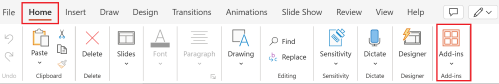 File Home Insert Draw Design Transitions Animations Slide Show Review View Help
Paste Delete Slides Font Paragraph Drawing Find Replace Sensitivity Dictate Designer Add-ins
Undo Clipboard Delete Editing Sensitivity Dictate Designer Add-ins